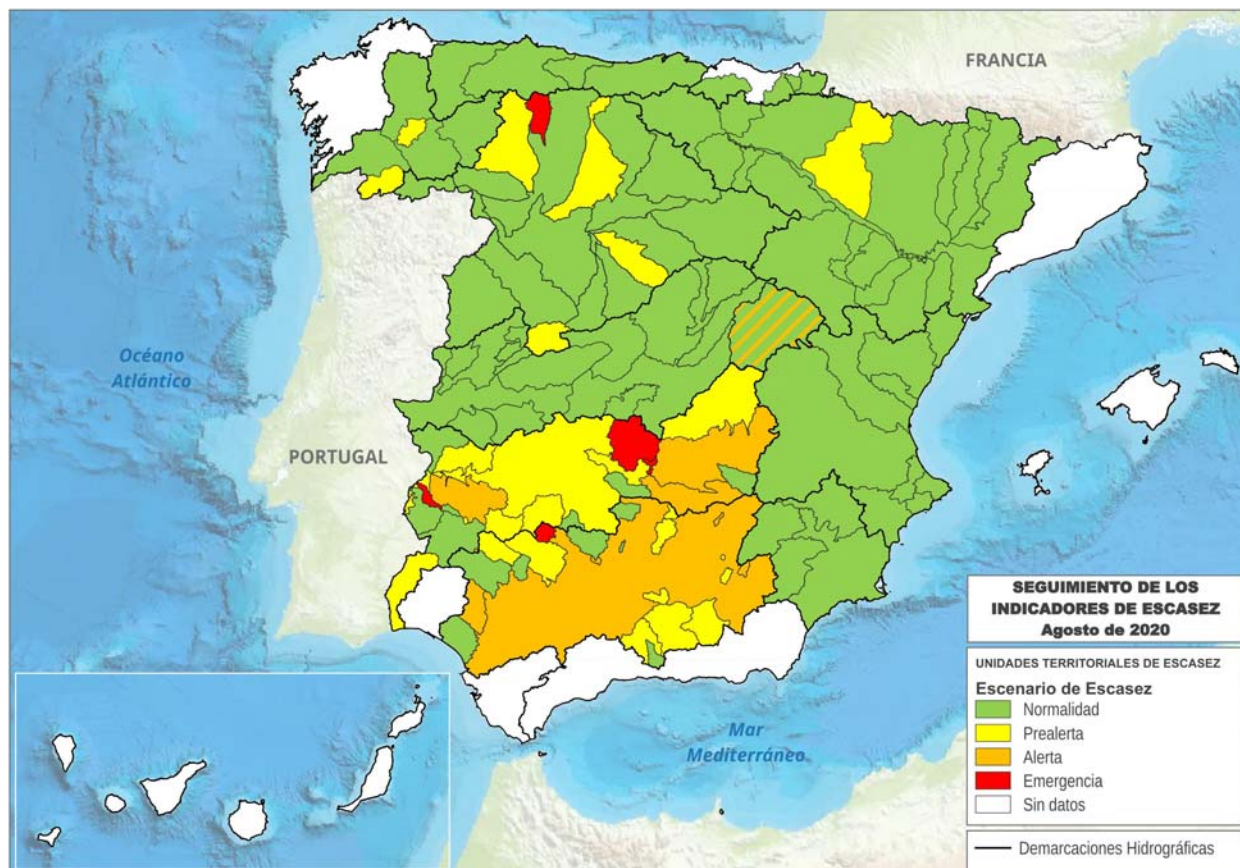 FRANCIA
Océano
Atlántico
PORTUGAL
Mar
Mediterráneo
SEGUIMIENTO DE LOS
INDICADORES DE ESCASEZ
Agosto de 2020
UNIDADES TERRITORIALES DE ESCASEZ
Escenario de Escasez
Normalidad
Prealerta
Alerta
Emergencia
Sin datos
Demarcaciones Hidrográficas